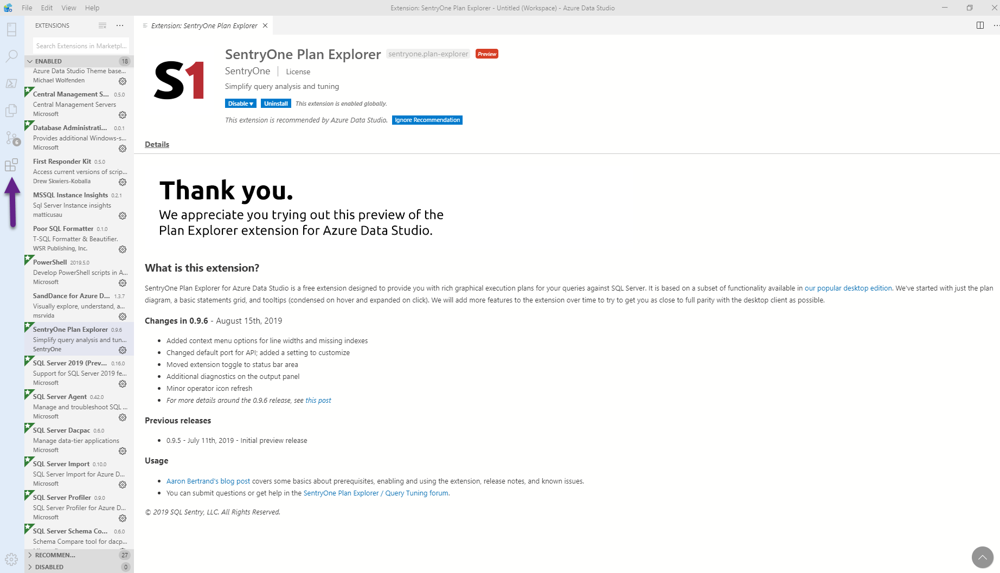 File Edit View Help
Extension: SentryOne Plan Explorer - Untitled (Workspace) - Azure Data Studio
EXTENSIONS
Search Extensions in Marketpl...
ENABLED 18
Azure Data Studio Theme base...
Michael Wolfenden
Central Management S... 0.5.0
Central Management Servers
Microsoft
Database Administrati... 0.0.1
Provides additional Windows-s...
Microsoft
First Responder Kit 0.5.0
Access current versions of scrip...
Drew Skwiers-Koballa
MSSQL Instance Insights 0.2.1
Sql Server Instance insights
matticusau
Poor SQL Formatter 0.1.0
T-SQL Formatter & Beautifier.
WSR Publishing, Inc.
PowerShell 2019.5.0
Develop PowerShell scripts in A...
Microsoft
SandDance for Azure D... 1.3.7
Visually explore, understand, a...
msrvida
SentryOne Plan Explorer 0.9.6
Simplify query analysis and tun...
SentryOne
SQL Server 2019 (Prev... 0.16.0
Support for SQL Server 2019 fe...
Microsoft
SQL Server Agent 0.42.0
Manage and troubleshoot SQL ...
Microsoft
SQL Server Dacpac 0.6.0
Manage data-tier applications
Microsoft
SQL Server Import 0.10.0
SQL Server Import for Azure D...
Microsoft
SQL Server Profiler 0.9.0
SQL Server Profiler for Azure D...
Microsoft
SQL Server Schema Co... 0.6.0
Schema Compare tool for dacp...
RECOMMEN... 27
DISABLED 0
6
Extension: SentryOne Plan Explorer
S1
SentryOne Plan Explorer sentryone.plan-explorer Preview
SentryOne | License
Simplify query analysis and tuning
Disable Uninstall This extension is enabled globally.
This extension is recommended by Azure Data Studio. Ignore Recommendation
Details
Thank you.
We appreciate you trying out this preview of the
Plan Explorer extension for Azure Data Studio.
What is this extension?
SentryOne Plan Explorer for Azure Data Studio is a free extension designed to provide you with rich graphical execution plans for your queries against SQL Server. It is based on a subset of functionality available in our popular desktop edition. We've started with just the plan
diagram, a basic statements grid, and tooltips (condensed on hover and expanded on click). We will add more features to the extension over time to try to get you as close to full parity with the desktop client as possible.
Changes in 0.9.6 - August 15th, 2019
• Added context menu options for line widths and missing indexes
• Changed default port for API; added a setting to customize
• Moved extension toggle to status bar area
• Additional diagnostics on the output panel
• Minor operator icon refresh
• For more details around the 0.9.6 release, see this post
Previous releases
• 0.9.5 - July 11th, 2019 - Initial preview release
Usage
• Aaron Bertrand's blog post covers some basics about prerequisites, enabling and using the extension, release notes, and known issues.
• You can submit questions or get help in the SentryOne Plan Explorer / Query Tuning forum.
© 2019 SQL Sentry, LLC. All Rights Reserved.